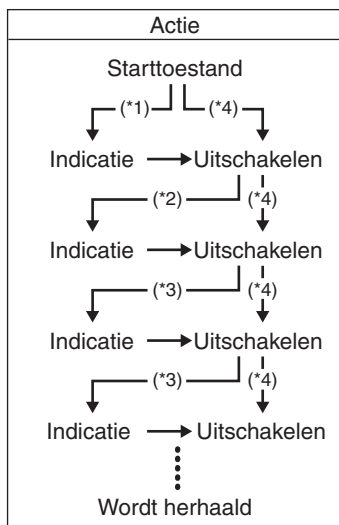 Actie
Starttoestand
(*1) (*4)
Indicatie Uitschakelen
(*2) (*4)
Indicatie Uitschakelen
(*3) (*4)
Indicatie Uitschakelen
(*3) (*4)
Indicatie Uitschakelen
Wordt herhaald